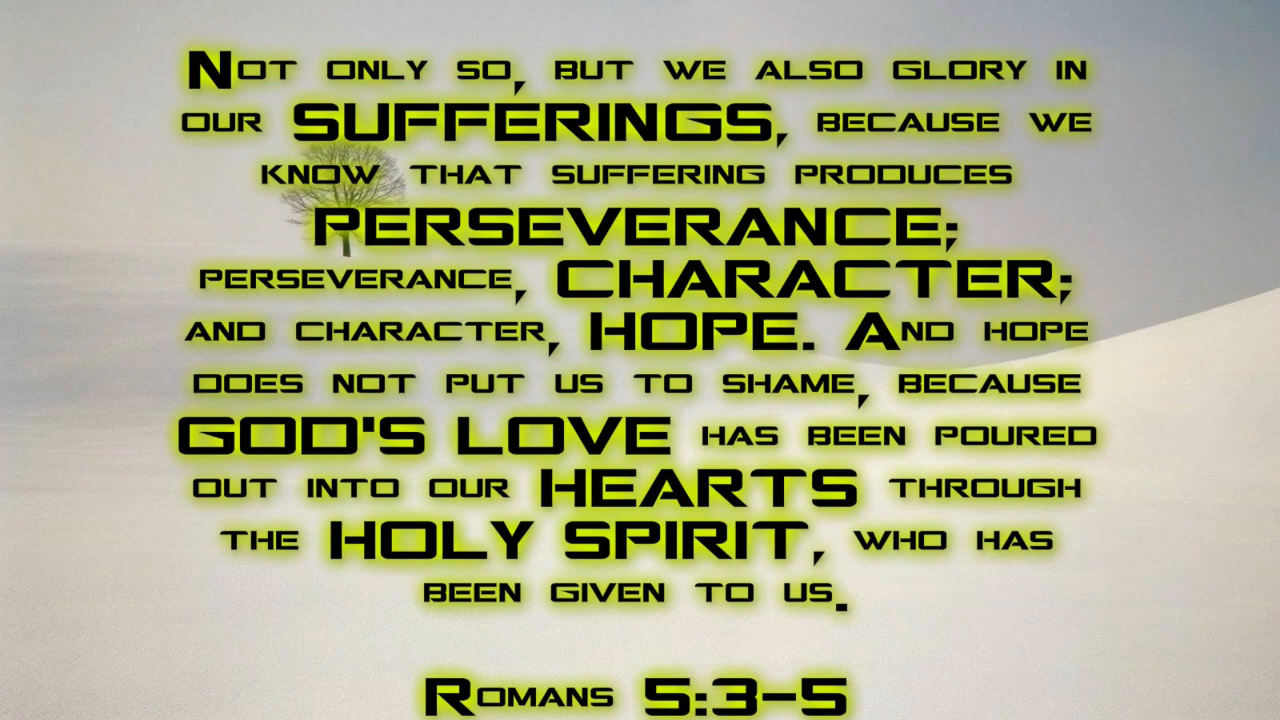 Not only so, but we also glory in
our SUFFERINGS, because we
know that suffering produces
PERSEVERANCE;
perseverance, CHARACTER;
and character, HOPE. And hope
does not put us to shame, because
GOD'S LOVE has been poured
out into our HEARTS through
the HOLY SPIRIT, who has
been given to us.
Romans 5:3-5